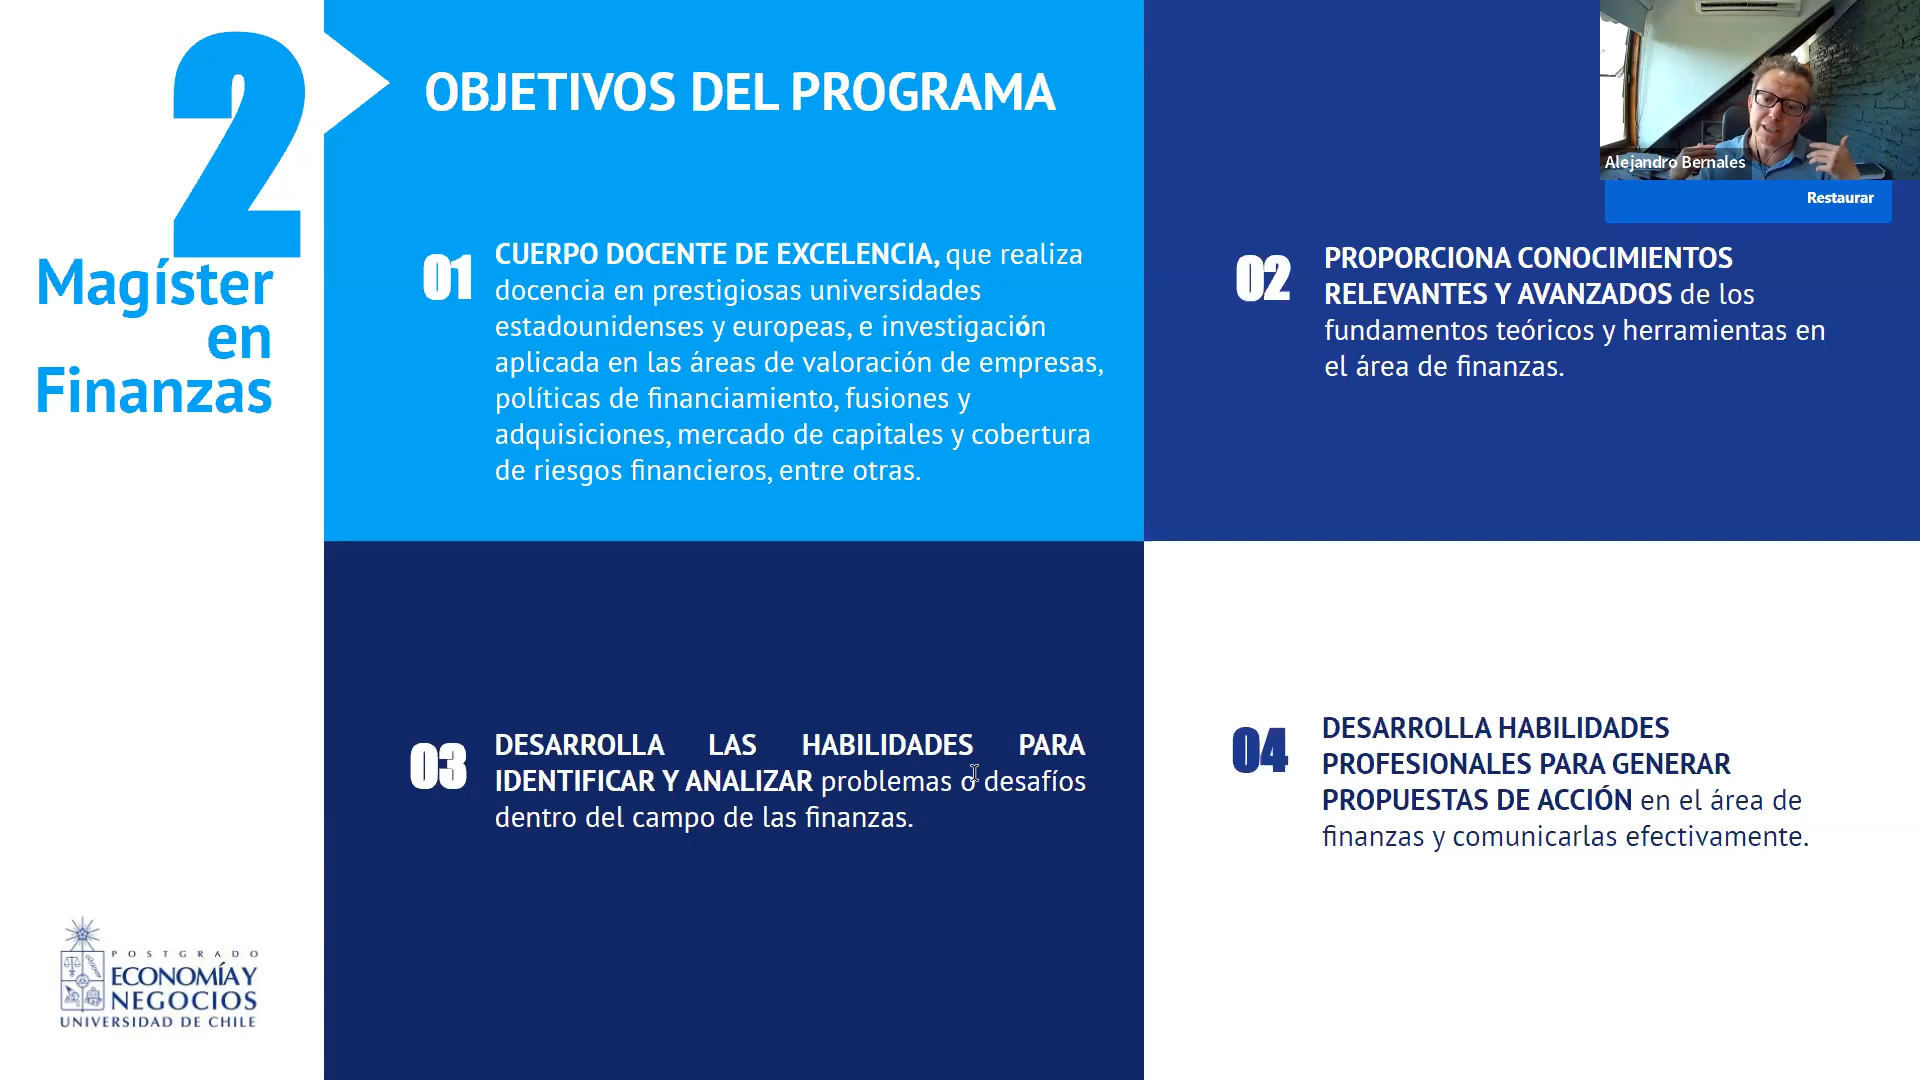 2
Magíster
en
Finanzas
OBJETIVOS DEL PROGRAMA
01
CUERPO DOCENTE DE EXCELENCIA, que realiza
docencia en prestigiosas universidades
estadounidenses y europeas, e investigación
aplicada en las áreas de valoración de empresas,
políticas de financiamiento, fusiones y
adquisiciones, mercado de capitales y cobertura
de riesgos financieros, entre otras.
Alejandro Bernales
Restaurar
02
PROPORCIONA CONOCIMIENTOS
RELEVANTES Y AVANZADOS de los
fundamentos teóricos y herramientas en
el área de finanzas.
03
DESARROLLA LAS HABILIDADES PARA
IDENTIFICAR Y ANALIZAR problemas o desafíos
dentro del campo de las finanzas.
04
DESARROLLA HABILIDADES
PROFESIONALES PARA GENERAR
PROPUESTAS DE ACCIÓN en el área de
finanzas y comunicarlas efectivamente.
POSTGRADO
ECONOMÍA Y
NEGOCIOS
UNIVERSIDAD DE CHILE